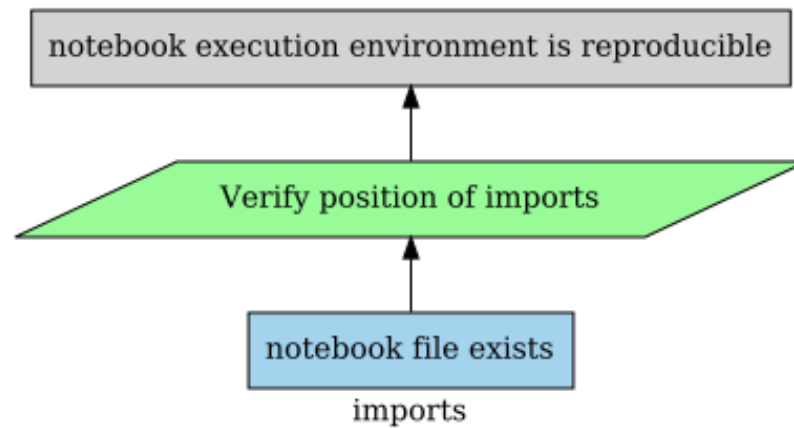 notebook execution environment is reproducible
Verify position of imports
notebook file exists
imports